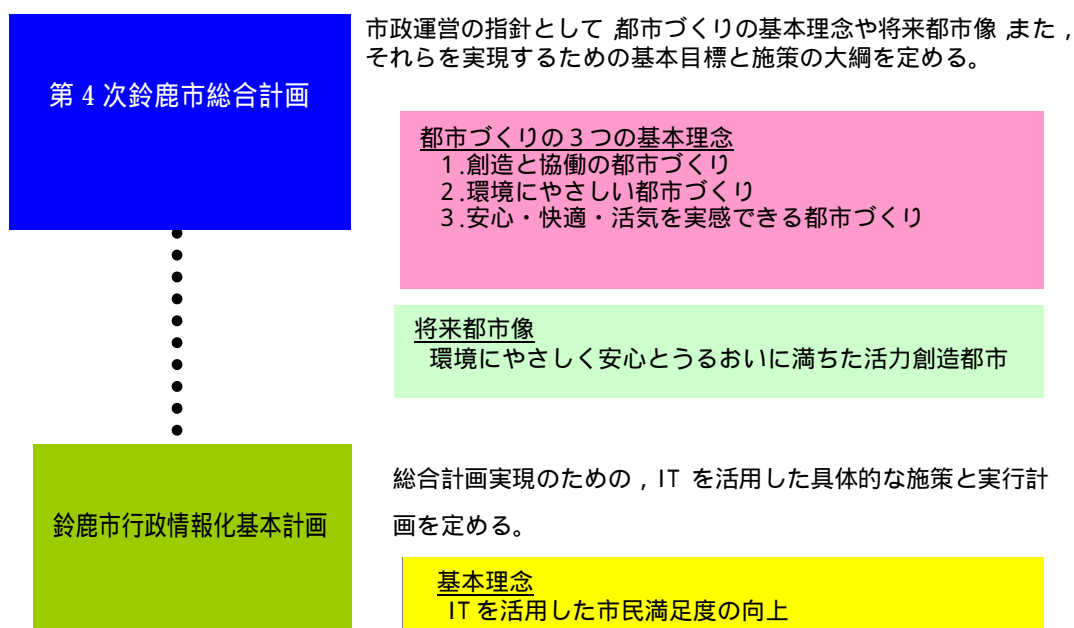 市政運営の指針として,都市づくりの基本理念や将来都市像,また,
それらを実現するための基本目標と施策の大綱を定める。
第4次鈴鹿市総合計画
都市づくりの3つの基本理念
1.創造と協働の都市づくり
2.環境にやさしい都市づくり
3.安心・快適・活気を実感できる都市づくり
将来都市像
環境にやさしく安心とうるおいに満ちた活力創造都市
総合計画実現のための,IT を活用した具体的な施策と実行計
画を定める。
鈴鹿市行政情報化基本計画
基本理念
ITを活用した市民満足度の向上